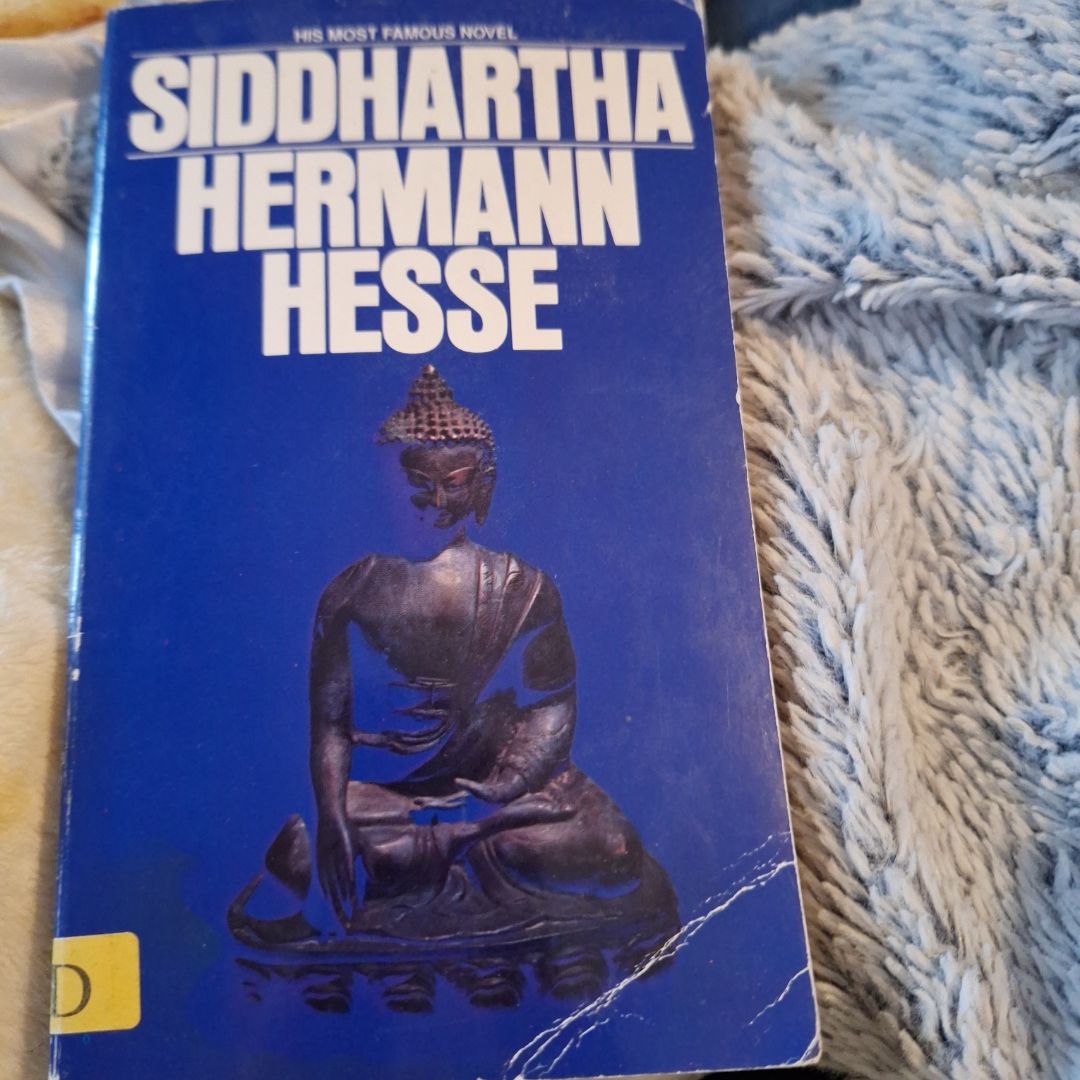 HIS MOST FAMOUS NOVEL
SIDDHARTHA
HERMANN
HESSE
D